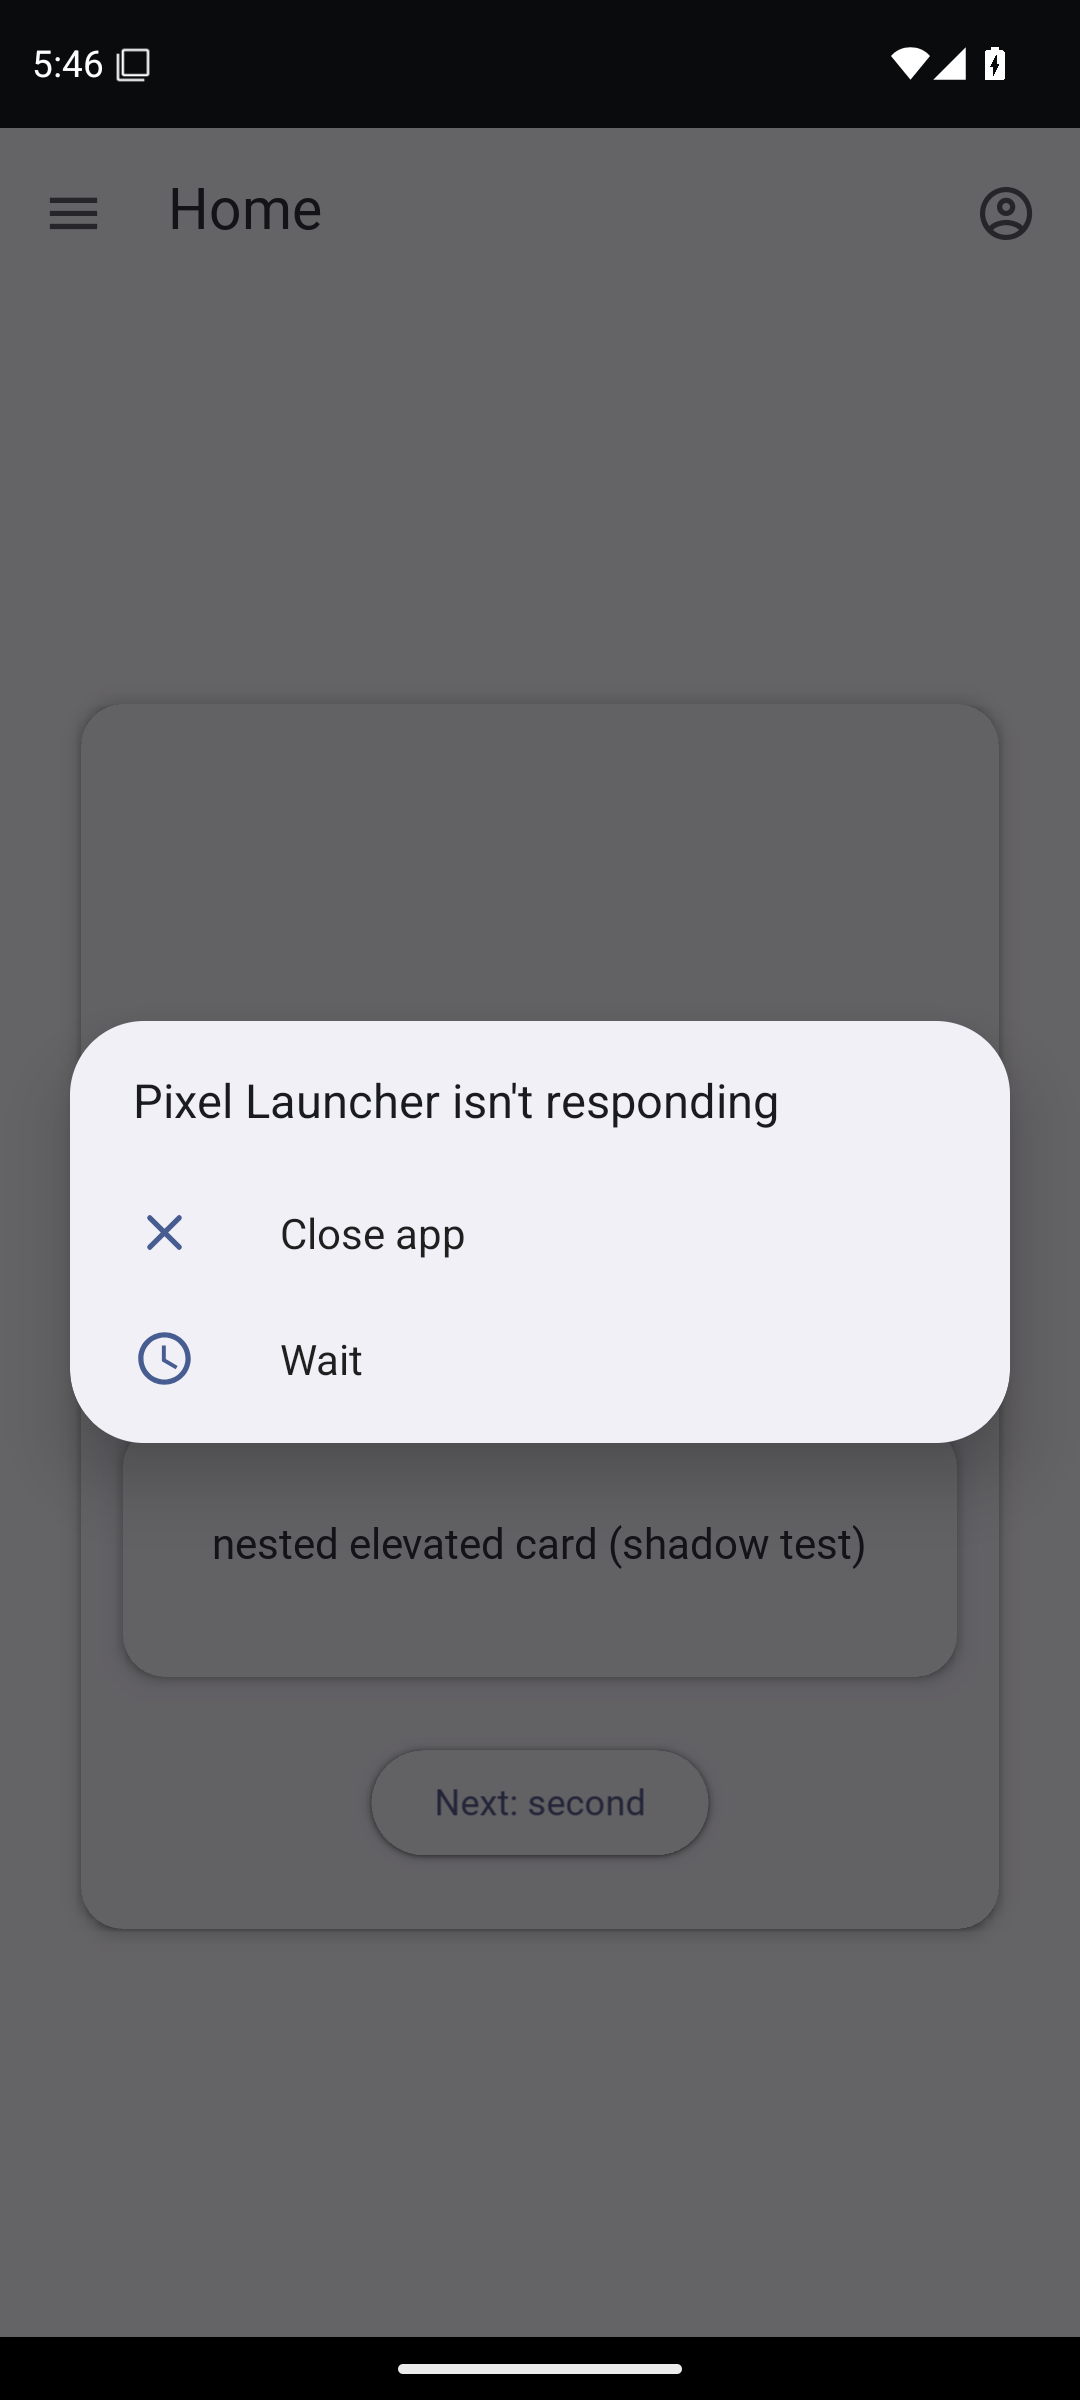 5:46
Home
Pixel Launcher isn't responding
Close app
Wait
nested elevated card (shadow test)
Next: second